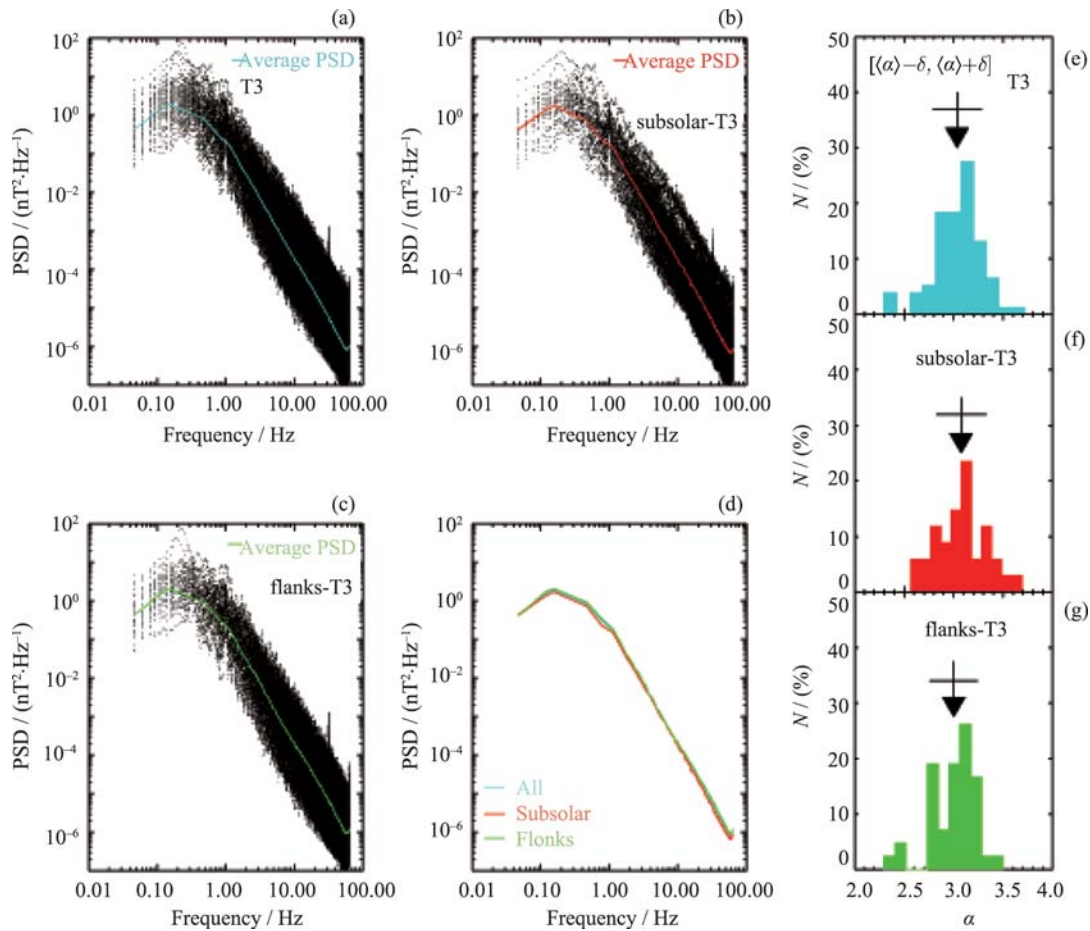 (a)
10²
Average PSD
T3
10⁰
10⁻²
10⁻⁴
10⁻⁶
PSD / (nT²·Hz⁻¹)
0.01 0.10 1.00 10.00 100.00
Frequency / Hz
(b)
10²
Average PSD
subsolar-T3
10⁰
10⁻²
10⁻⁴
10⁻⁶
PSD / (nT²·Hz⁻¹)
0.01 0.10 1.00 10.00 100.00
Frequency / Hz
(c)
10²
Average PSD
flanks-T3
10⁰
10⁻²
10⁻⁴
10⁻⁶
PSD / (nT²·Hz⁻¹)
0.01 0.10 1.00 10.00 100.00
Frequency / Hz
(d)
10²
10⁰
10⁻²
10⁻⁴
10⁻⁶
PSD / (nT²·Hz⁻¹)
All
Subsolar
Flonks
0.01 0.10 1.00 10.00 100.00
Frequency / Hz
(e)
[⟨α⟩−δ, ⟨α⟩+δ]
T3
50
40
30
20
10
0
N / (%)
(f)
subsolar-T3
50
40
30
20
10
0
N / (%)
(g)
flanks-T3
50
40
30
20
10
0
N / (%)
2.0 2.5 3.0 3.5 4.0
α